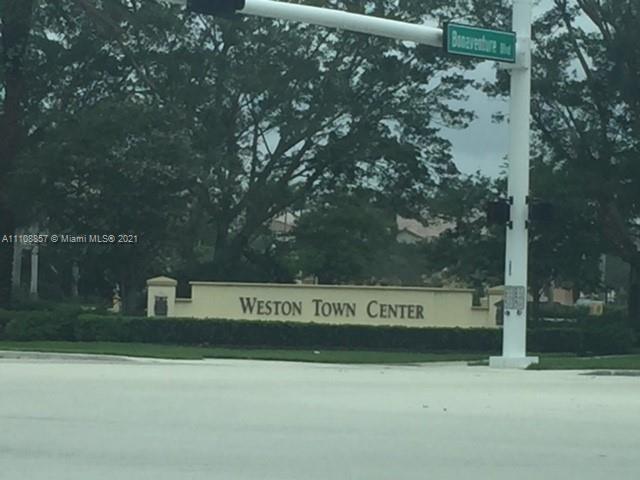 Bonaventure Blvd
A11108857 © Miami MLS® 2021
WESTON TOWN CENTER